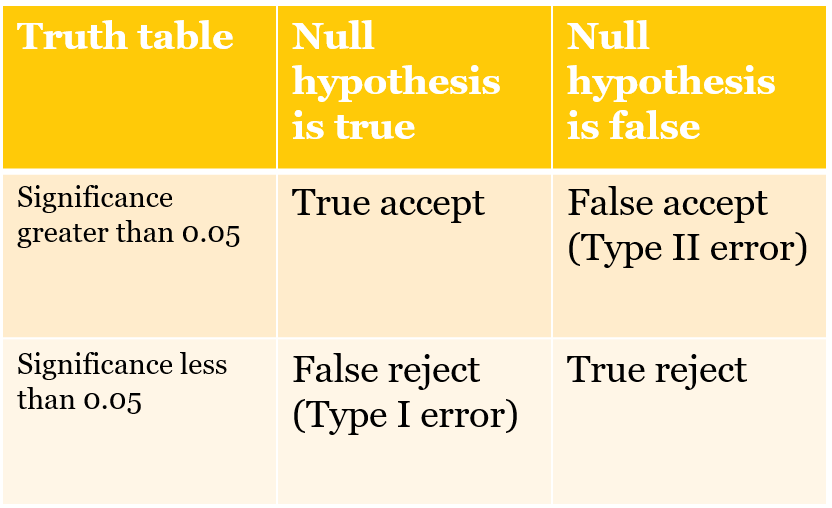 Truth table
Null
hypothesis
is true
Null
hypothesis
is false
Significance
greater than 0.05
True accept
False accept
(Type II error)
Significance less
than 0.05
False reject
(Type I error)
True reject